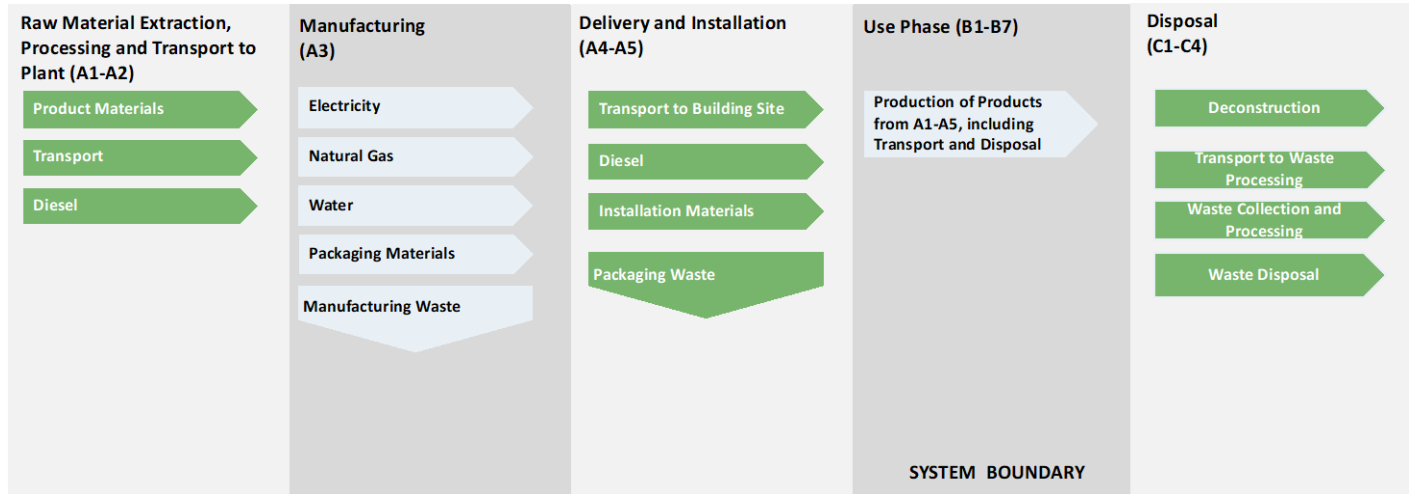 Raw Material Extraction,
Processing and Transport to
Plant (A1-A2)
Product Materials
Transport
Diesel
Manufacturing
(A3)
Electricity
Natural Gas
Water
Packaging Materials
Manufacturing Waste
Delivery and Installation
(A4-A5)
Transport to Building Site
Diesel
Installation Materials
Packaging Waste
Use Phase (B1-B7)
Production of Products
from A1-A5, including
Transport and Disposal
SYSTEM BOUNDARY
Disposal
(C1-C4)
Deconstruction
Transport to Waste
Processing
Waste Collection and
Processing
Waste Disposal